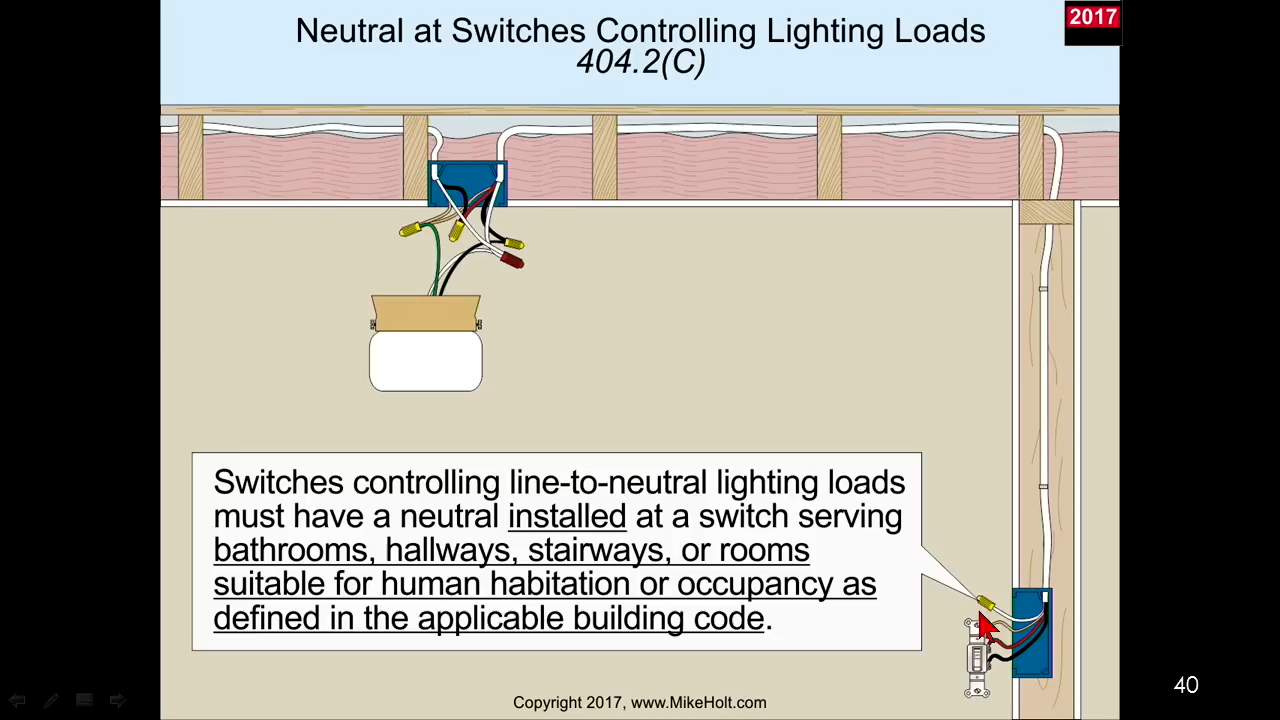 Neutral at Switches Controlling Lighting Loads
404.2(C)
2017
Switches controlling line-to-neutral lighting loads
must have a neutral installed at a switch serving
bathrooms, hallways, stairways, or rooms
suitable for human habitation or occupancy as
defined in the applicable building code.
40
Copyright 2017, www.MikeHolt.com